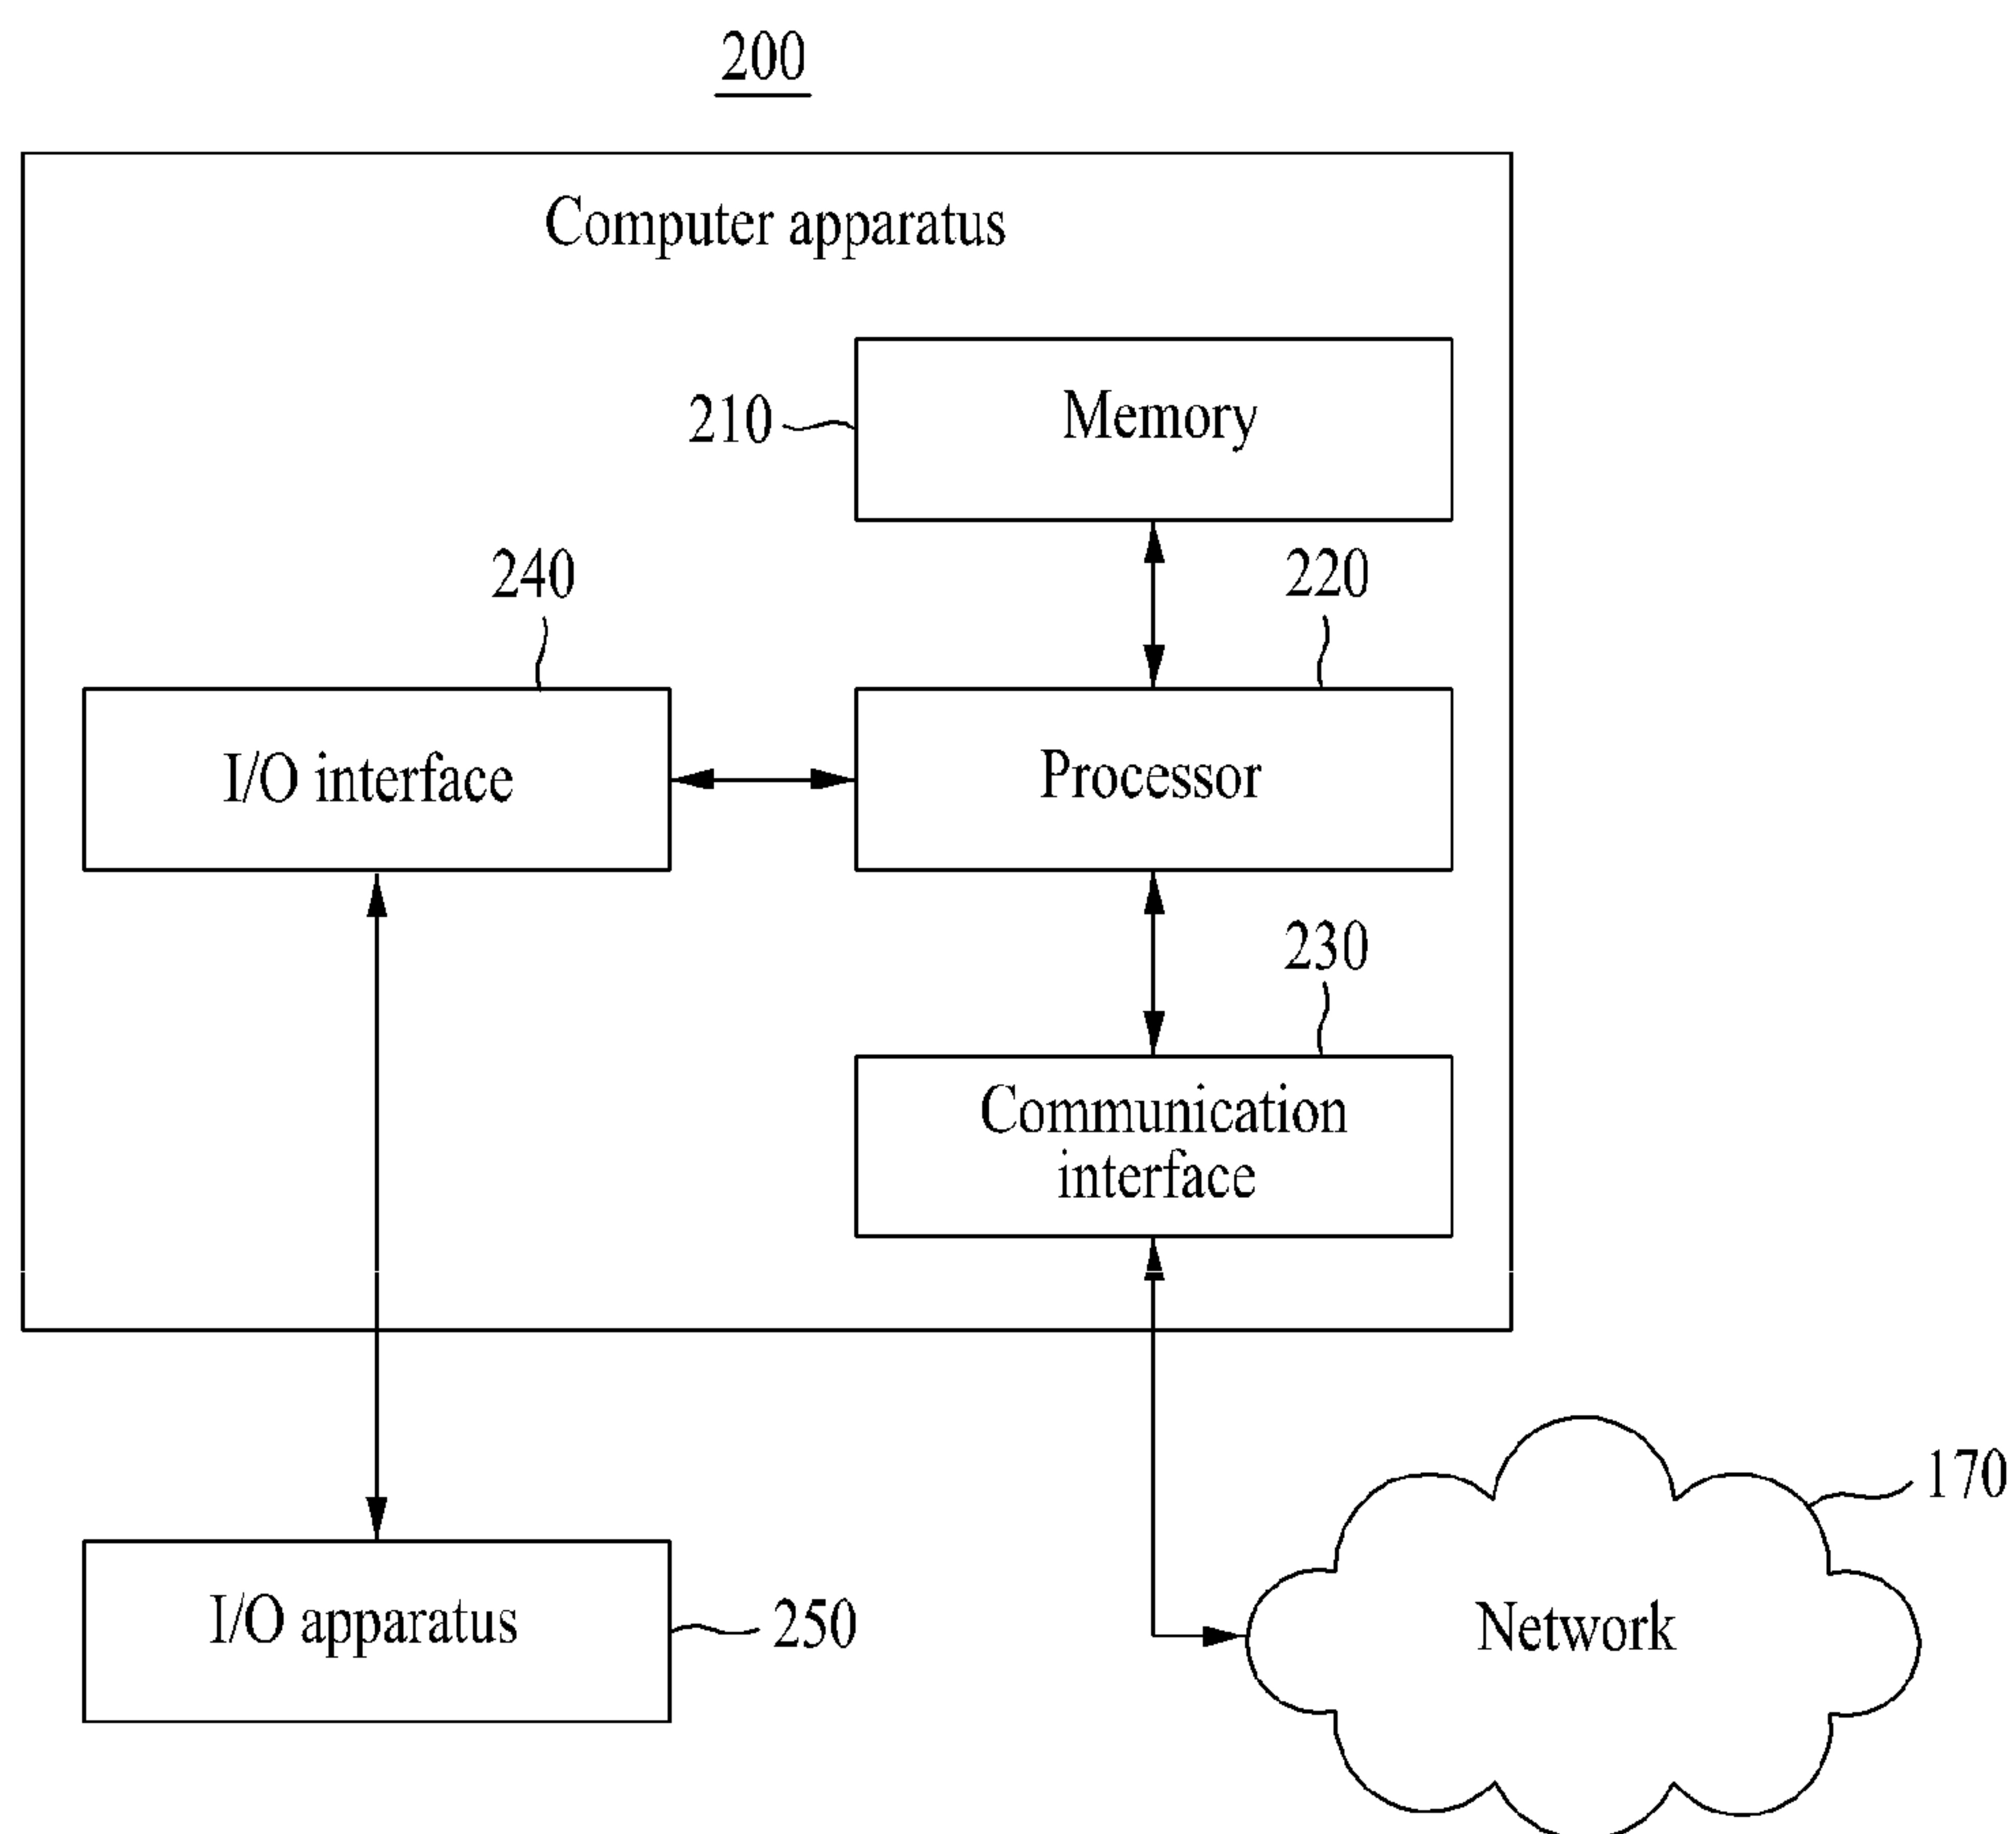 200
Computer apparatus
210
Memory
240
220
I/O interface
Processor
230
Communication
interface
170
I/O apparatus
250
Network